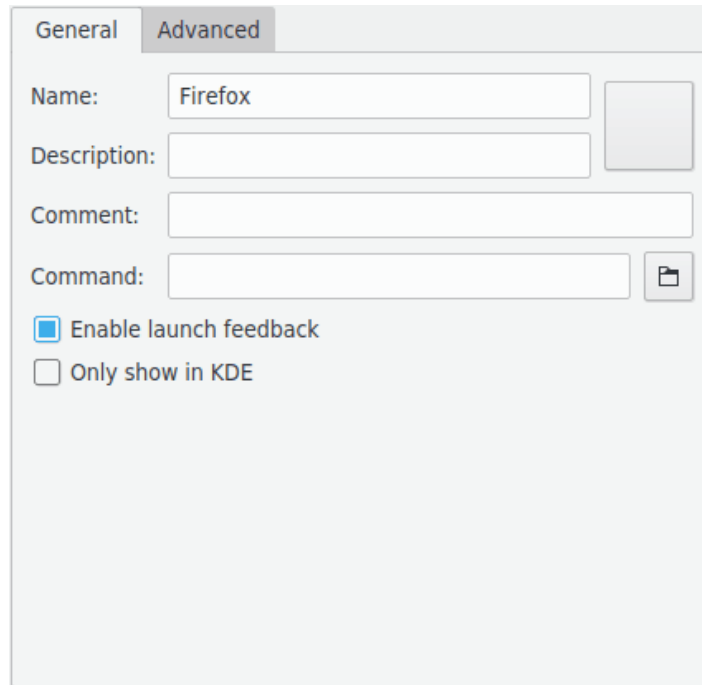 General Advanced
Name: Firefox
Description:
Comment:
Command:
Enable launch feedback
Only show in KDE